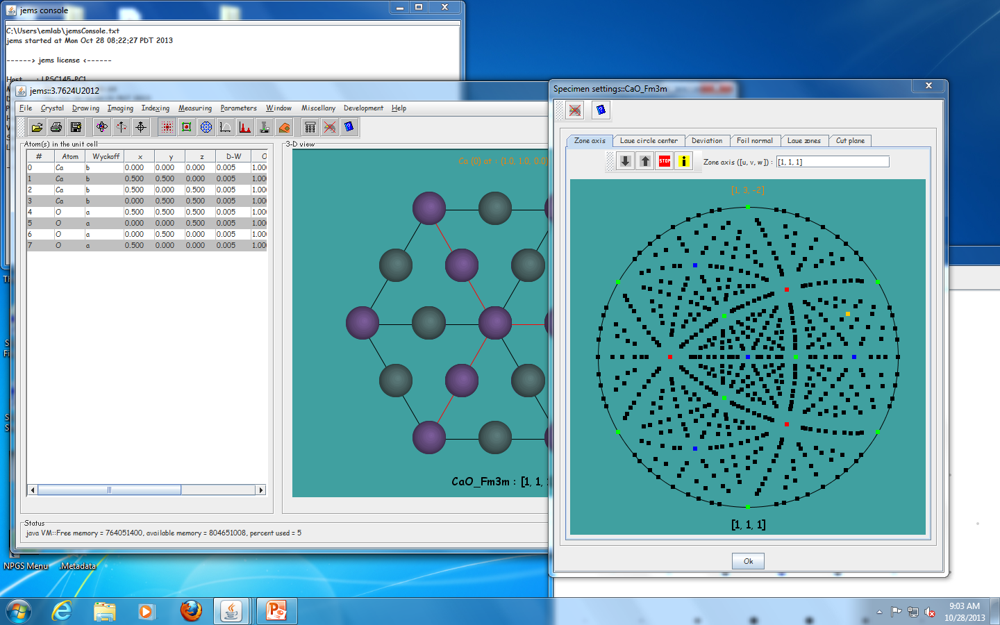 jems console
C:\Users\emlab\jemsConsole.txt
jems started at Mon Oct 28 08:22:27 PDT 2013
------> jems license <------
Host : LPSC145-PC1
jems::3.7624U2012
File Crystal Drawing Imaging Indexing Measuring Parameters Window Miscellany Development Help
Atom(s) in the unit cell
# Atom Wyckoff x y z D-W
0 Ca b 0.000 0.000 0.000 0.005 1.00
1 Ca b 0.500 0.500 0.000 0.005 1.00
2 Ca b 0.500 0.000 0.500 0.005 1.00
3 Ca b 0.000 0.500 0.500 0.005 1.00
4 O a 0.500 0.500 0.500 0.005 1.00
5 O a 0.000 0.000 0.500 0.005 1.00
6 O a 0.000 0.500 0.000 0.005 1.00
7 O a 0.500 0.000 0.000 0.005 1.00
3-D view
Ca (0) at : (1.0, 1.0, 0.0)
CaO_Fm3m : [1, 1, 1
Status
java VM::Free memory = 764051400, available memory = 804651008, percent used = 5
Specimen settings::CaO_Fm3m
Zone axis Laue circle center Deviation Foil normal Laue zones Cut plane
STOP
Zone axis ([u, v, w]) : [1, 1, 1]
[1, 3, -2]
[1, 1, 1]
Ok
NPGS Menu .Metadata
9:03 AM
10/28/2013